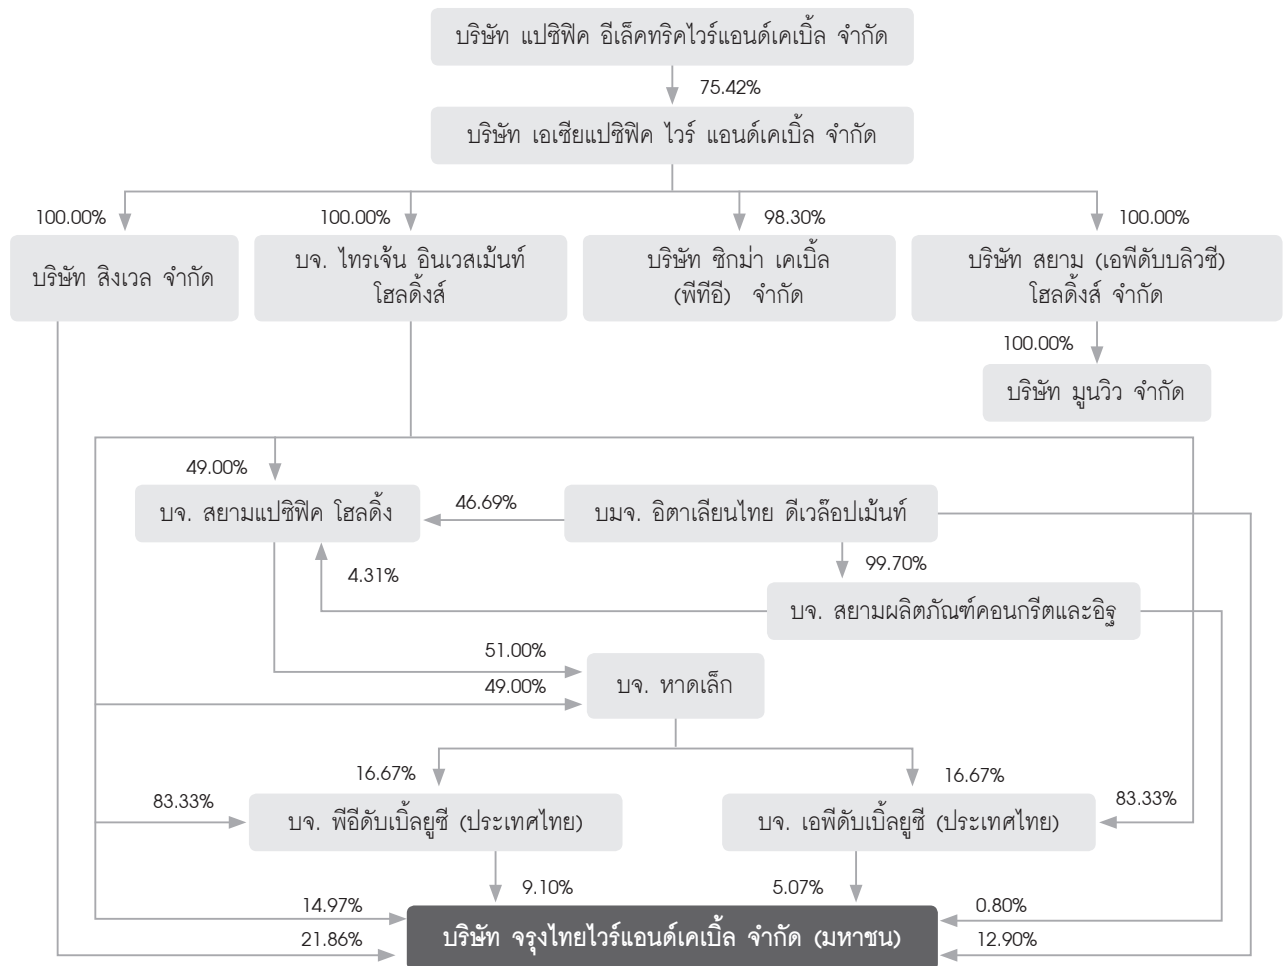 บริษัท แปซิฟิค อีเล็คทริคไวร์แอนด์เคเบิ้ล จำกัด
75.42%
บริษัท เอเซียแปซิฟิค ไวร์ แอนด์เคเบิ้ล จำกัด
100.00%
100.00%
98.30%
100.00%
บริษัท สิงเวล จำกัด
บจ. ไทรเจ้น อินเวสเม้นท์
โฮลดิ้งส์
บริษัท ซิกม่า เคเบิ้ล
(พีทีอี) จำกัด
บริษัท สยาม (เอพีดับบลิวซี)
โฮลดิ้งส์ จำกัด
100.00%
บริษัท มูนวิว จำกัด
49.00%
บจ. สยามแปซิฟิค โฮลดิ้ง
46.69%
บมจ. อิตาเลียนไทย ดีเวล๊อปเม้นท์
4.31%
99.70%
บจ. สยามผลิตภัณฑ์คอนกรีตและอิฐ
51.00%
49.00%
บจ. หาดเล็ก
16.67%
16.67%
83.33%
บจ. พีอีดับเบิ้ลยูซี (ประเทศไทย)
บจ. เอพีดับเบิ้ลยูซี (ประเทศไทย)
83.33%
9.10%
5.07%
14.97%
0.80%
21.86%
บริษัท จรุงไทยไวร์แอนด์เคเบิ้ล จำกัด (มหาชน)
12.90%